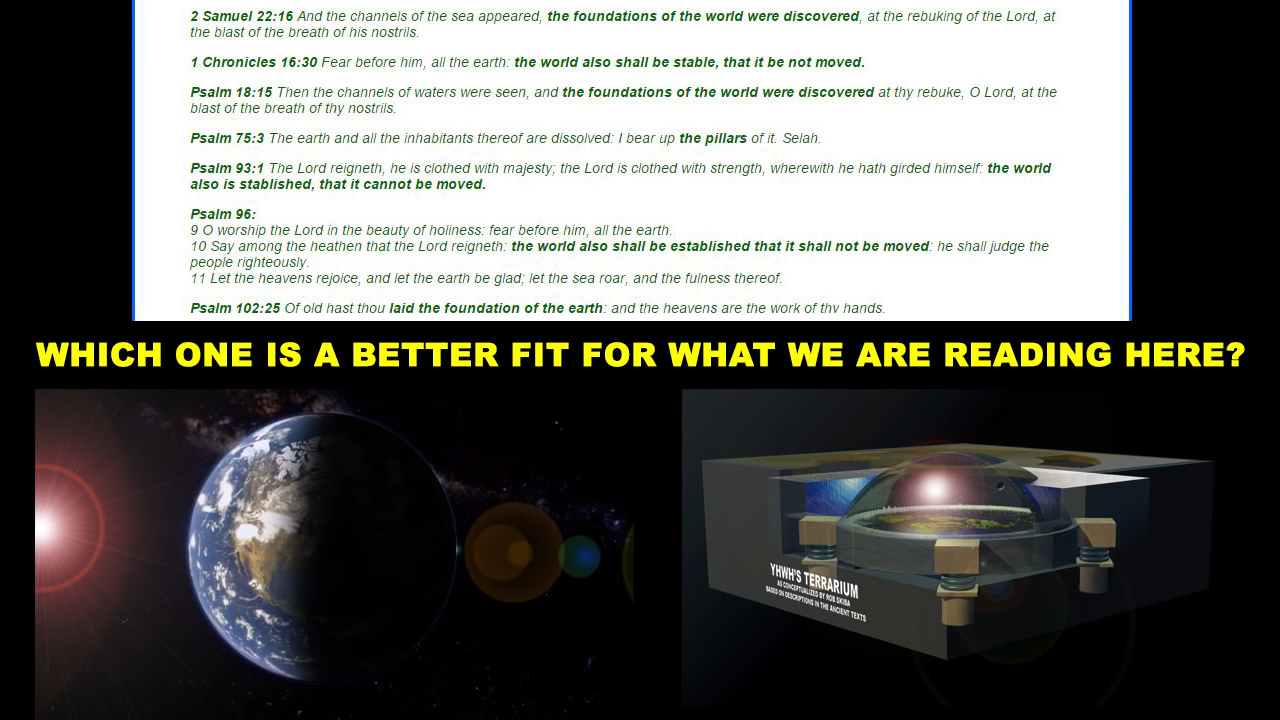 2 Samuel 22:16 And the channels of the sea appeared, the foundations of the world were discovered, at the rebuking of the Lord, at
the blast of the breath of his nostrils.
1 Chronicles 16:30 Fear before him, all the earth: the world also shall be stable, that it be not moved.
Psalm 18:15 Then the channels of waters were seen, and the foundations of the world were discovered at thy rebuke, O Lord, at the
blast of the breath of thy nostrils.
Psalm 75:3 The earth and all the inhabitants thereof are dissolved: I bear up the pillars of it. Selah.
Psalm 93:1 The Lord reigneth, he is clothed with majesty; the Lord is clothed with strength, wherewith he hath girded himself: the world
also is stablished, that it cannot be moved.
Psalm 96:
9 O worship the Lord in the beauty of holiness: fear before him, all the earth.
10 Say among the heathen that the Lord reigneth: the world also shall be established that it shall not be moved: he shall judge the
people righteously.
11 Let the heavens rejoice, and let the earth be glad; let the sea roar, and the fulness thereof.
Psalm 102:25 Of old hast thou laid the foundation of the earth: and the heavens are the work of thy hands.
WHICH ONE IS A BETTER FIT FOR WHAT WE ARE READING HERE?
YHWH'S TERRARIUM
AS CONCEPTUALIZED BY ROB SKIBA
BASED ON DESCRIPTIONS IN THE ANCIENT TEXTS